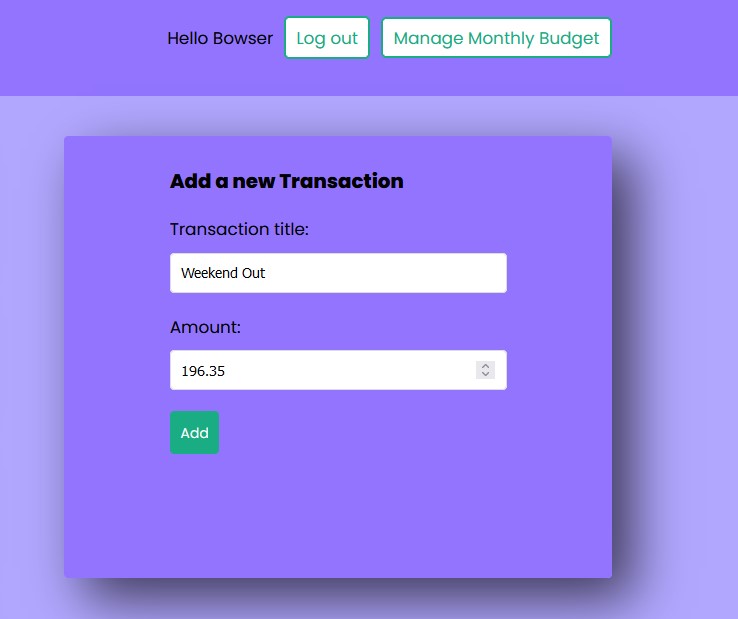 Hello Bowser Log out Manage Monthly Budget
Add a new Transaction
Transaction title:
Weekend Out
Amount:
196.35
Add